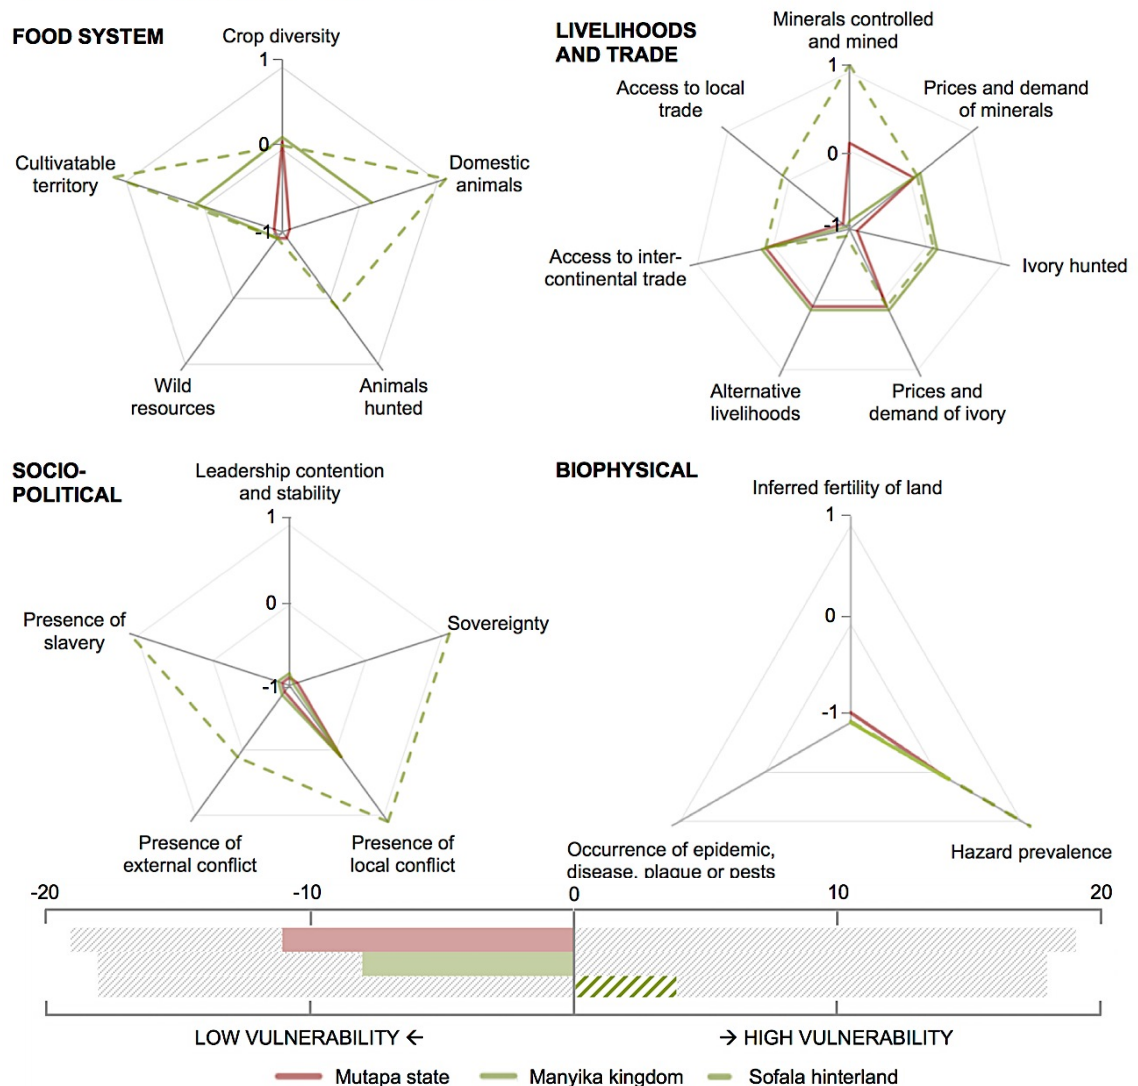 FOOD SYSTEM
Crop diversity
1
0
-1
Cultivatable
territory
Domestic
animals
Wild
resources
Animals
hunted
LIVELIHOODS
AND TRADE
Minerals controlled
and mined
1
0
-1
Access to local
trade
Prices and demand
of minerals
Access to inter-
continental trade
Ivory hunted
Alternative
livelihoods
Prices and
demand of ivory
SOCIO-
POLITICAL
Leadership contention
and stability
1
0
-1
Presence of
slavery
Sovereignty
Presence of
external conflict
Presence of
local conflict
BIOPHYSICAL
Inferred fertility of land
1
0
-1
Occurrence of epidemic,
disease, plague or pests
Hazard prevalence
-20 -10 0 10 20
LOW VULNERABILITY ← → HIGH VULNERABILITY
Mutapa state Manyika kingdom Sofala hinterland